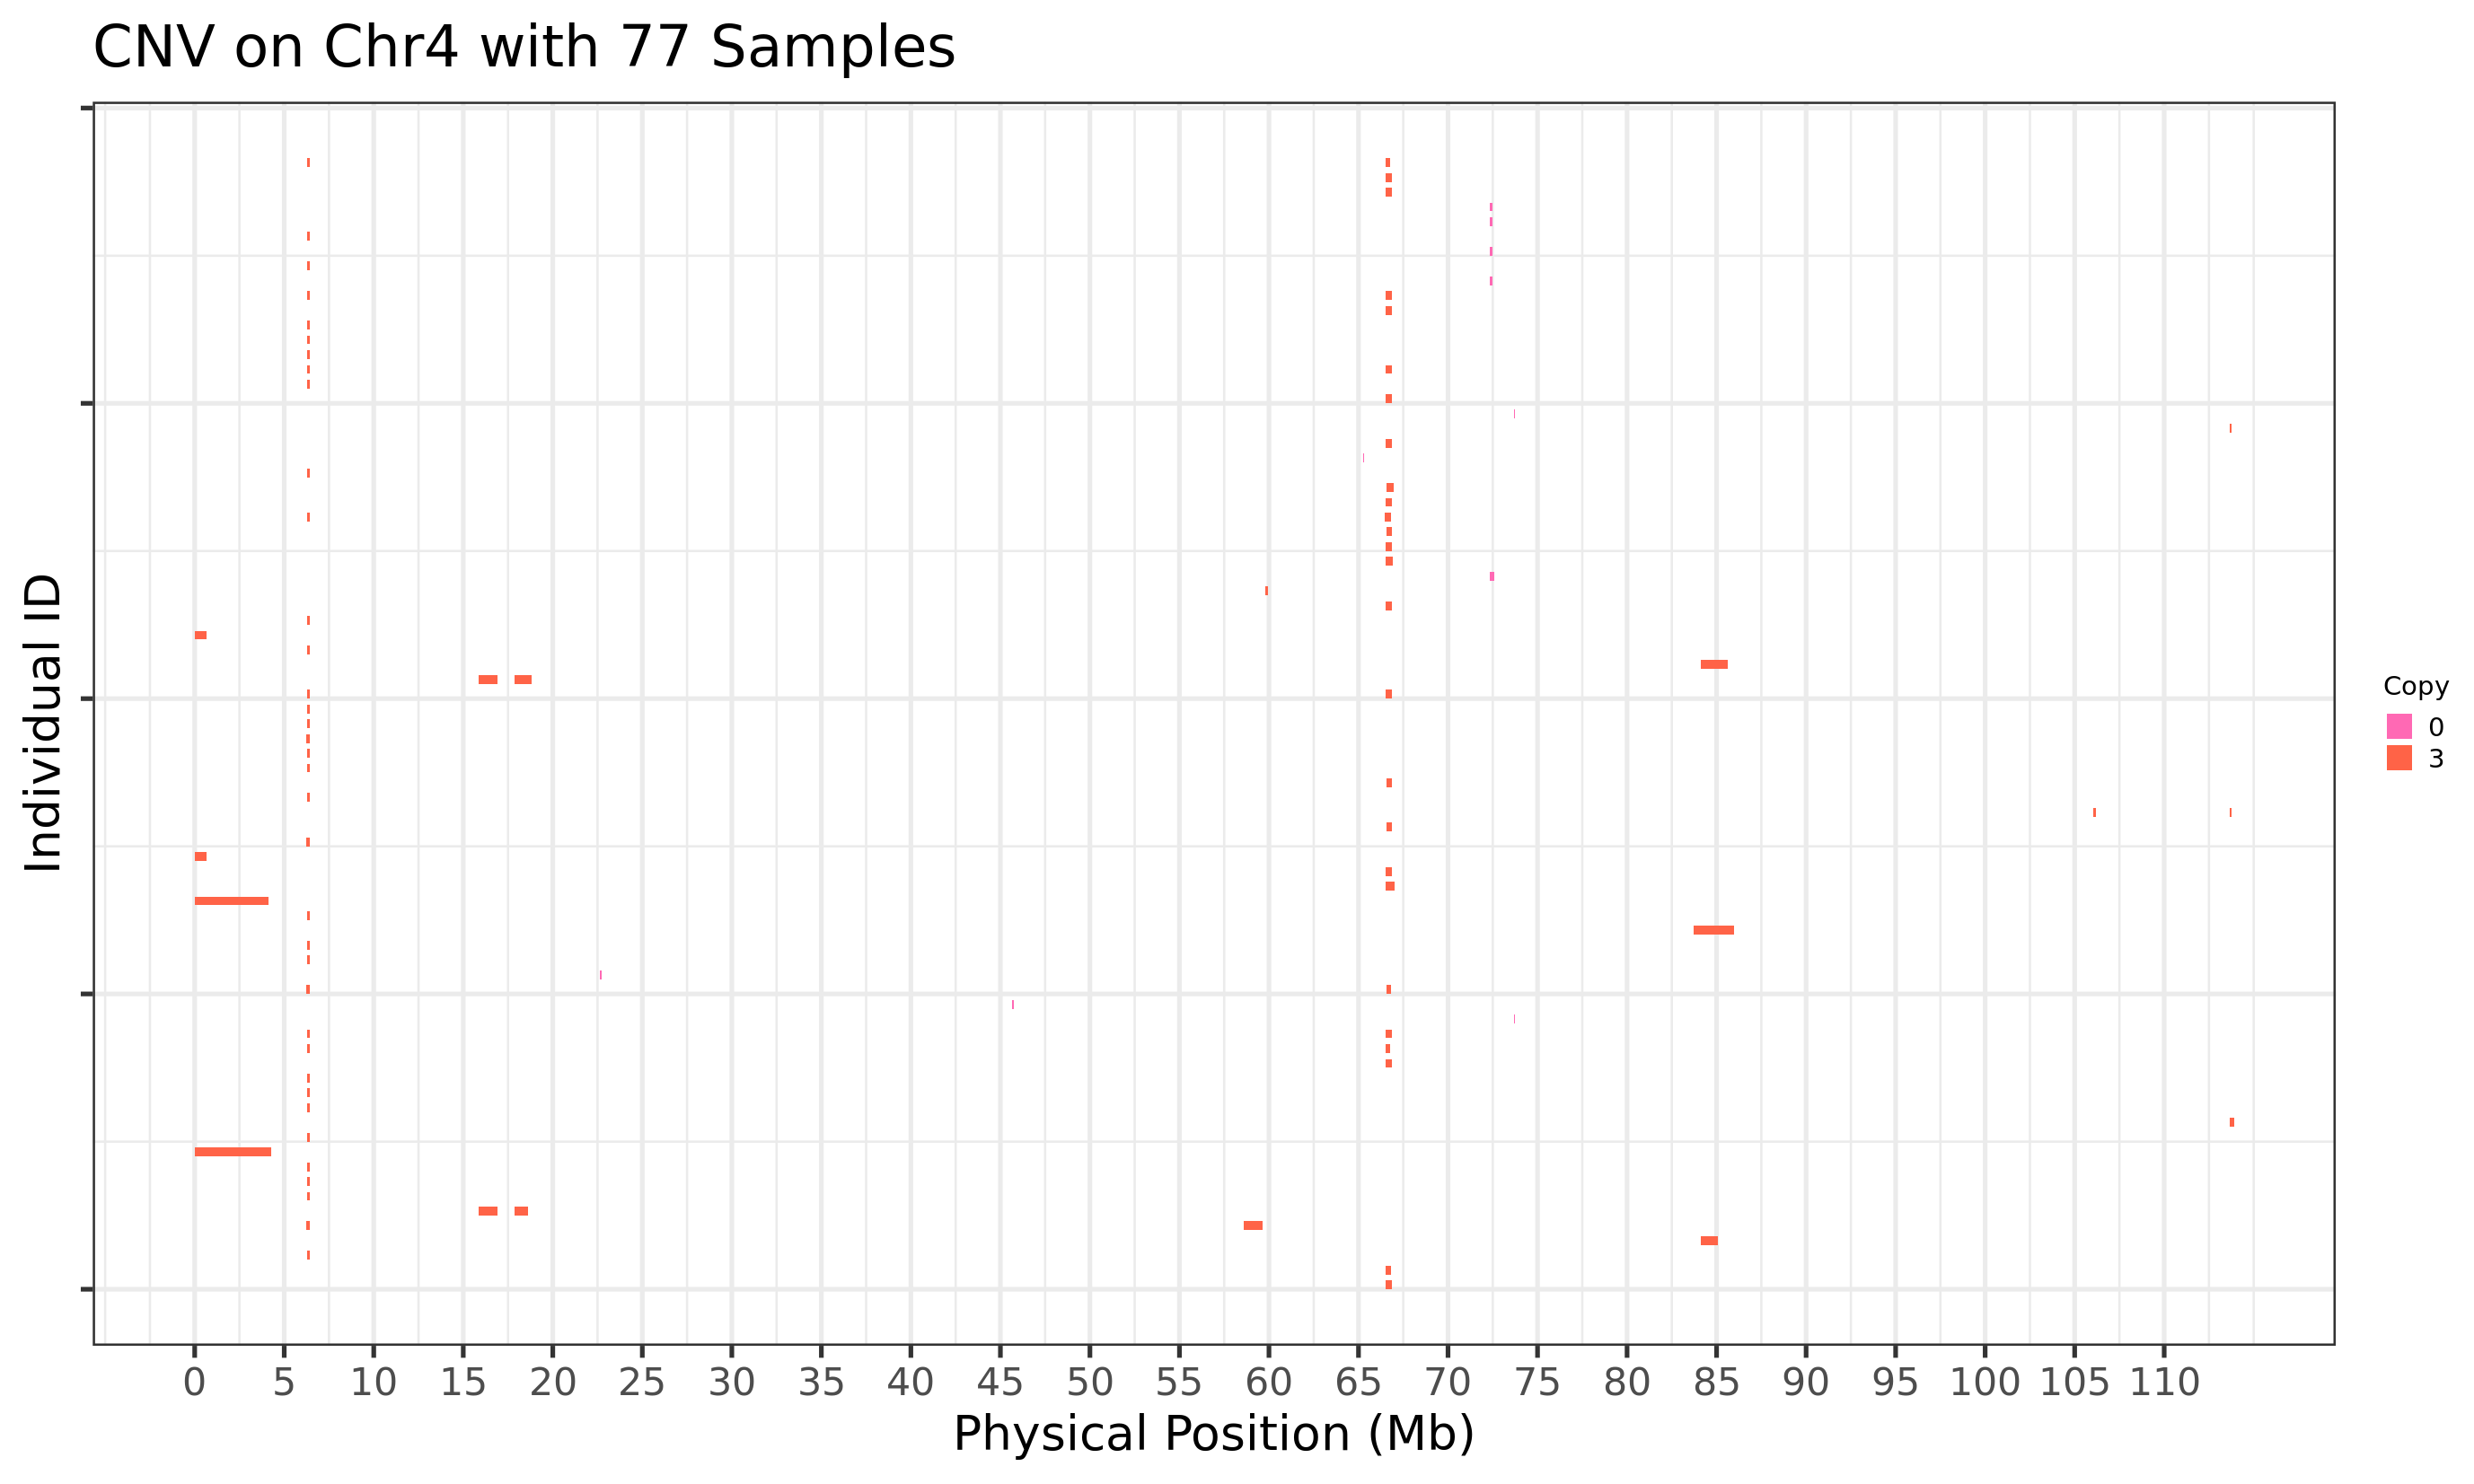 CNV on Chr4 with 77 Samples
Individual ID
Copy
0
3
0 5 10 15 20 25 30 35 40 45 50 55 60 65 70 75 80 85 90 95 100 105 110
Physical Position (Mb)